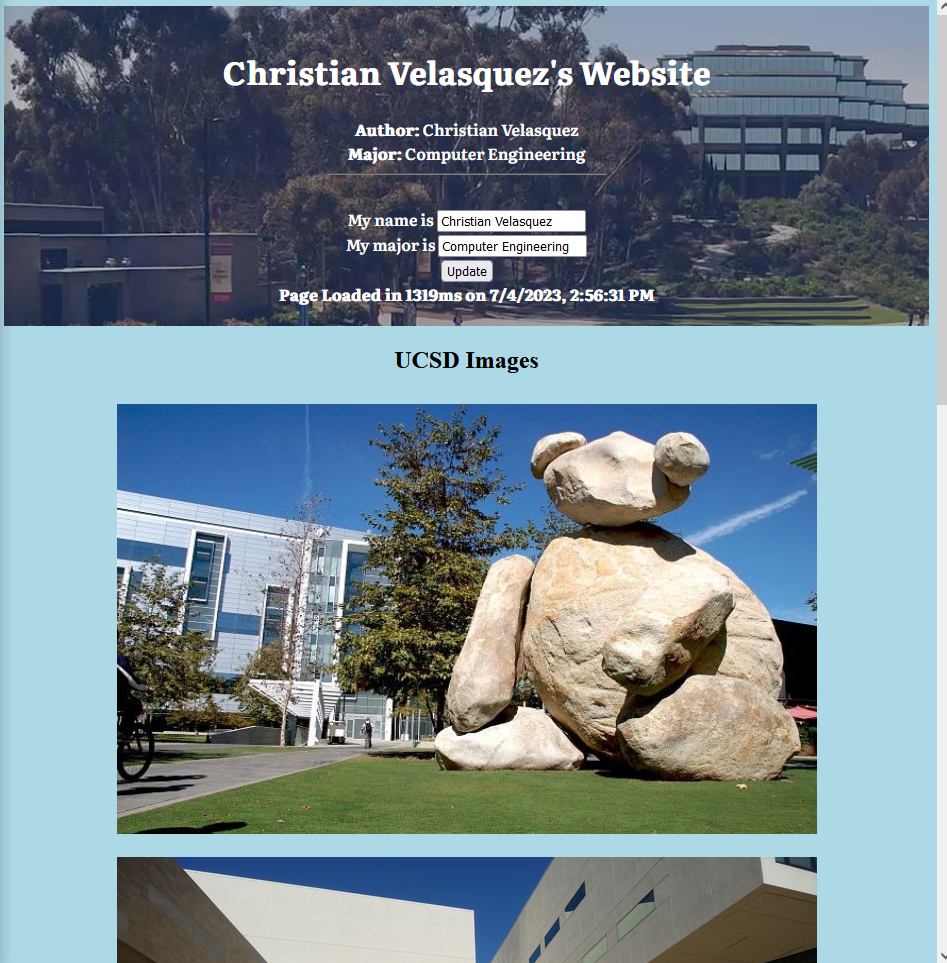 Christian Velasquez's Website
Author: Christian Velasquez
Major: Computer Engineering
My name is Christian Velasquez
My major is Computer Engineering
Update
Page Loaded in 1319ms on 7/4/2023, 2:56:31 PM
UCSD Images